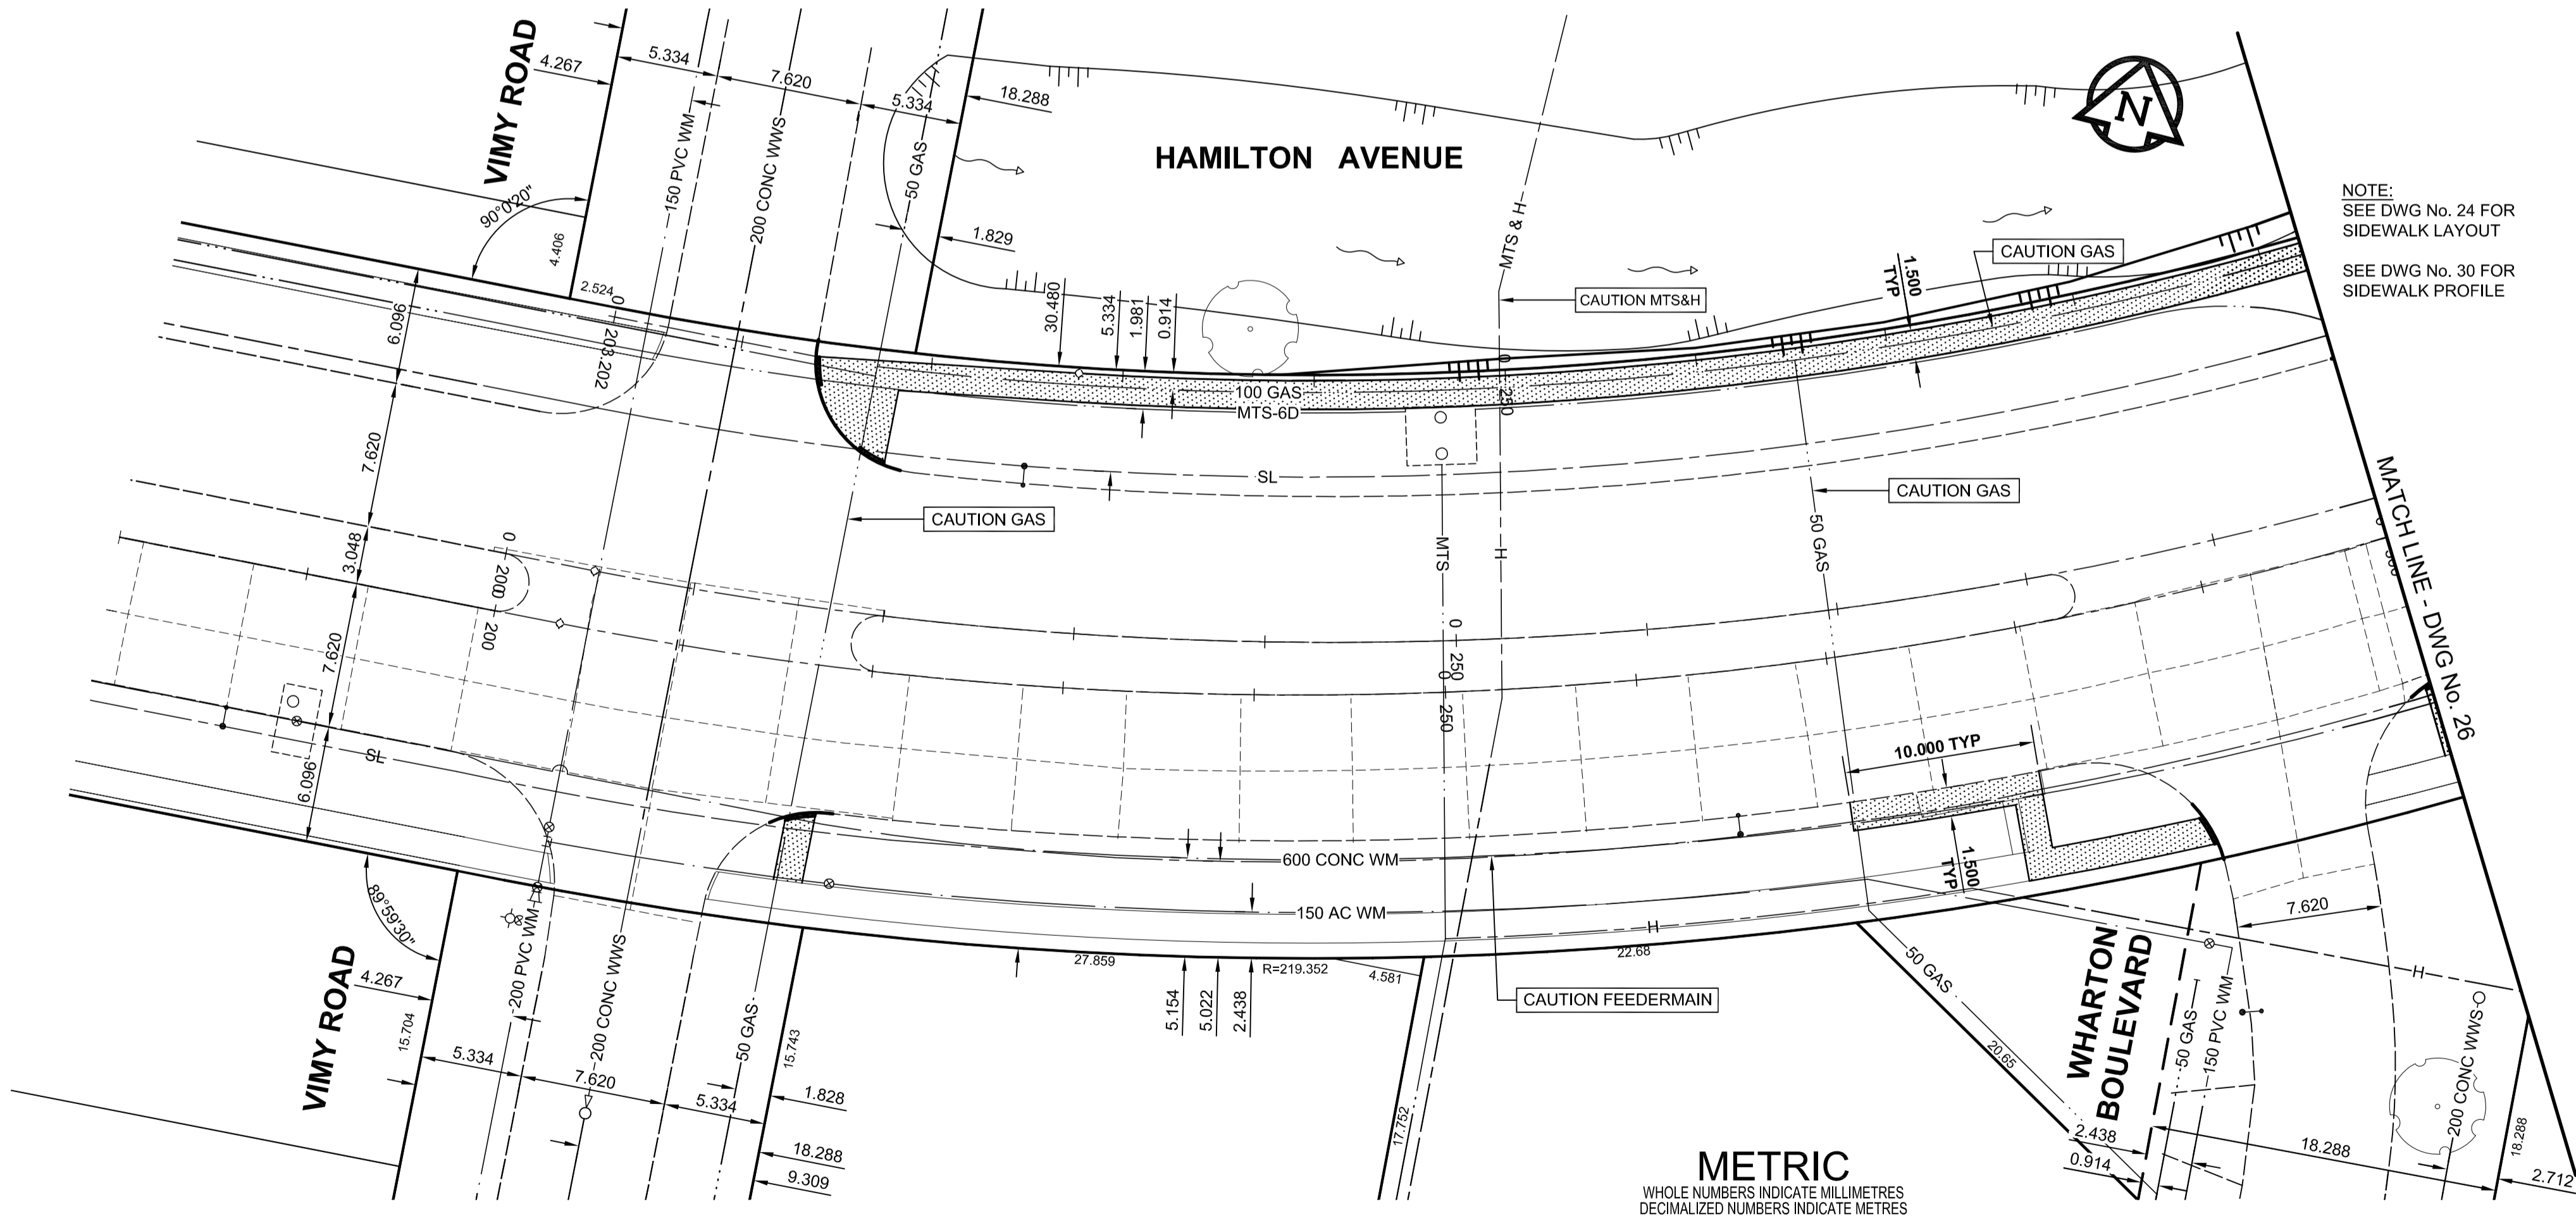 VIMY ROAD
4.267
5.334
7.620
5.334
18.288
150 PVC WM
200 CONC WWS
50 GAS
1.829
90°0'20"
4.406
2.524
0
203.202
HAMILTON AVENUE
N
NOTE:
SEE DWG No. 24 FOR
SIDEWALK LAYOUT
SEE DWG No. 30 FOR
SIDEWALK PROFILE
MTS & H
CAUTION MTS&H
CAUTION GAS
1.500
TYP
30.480
5.334
1.981
0.914
0
250
100 GAS
MTS-6D
SL
6.096
7.620
3.048
7.620
6.096
0
200
0
200
CAUTION GAS
MTS
H
CAUTION GAS
50 GAS
MATCH LINE - DWG No. 26
0
250
0
250
SL
10.000 TYP
1.500
TYP
600 CONC WM
150 AC WM
H
89°59'30"
27.859
R=219.352
4.581
22.68
5.154
5.022
2.438
CAUTION FEEDERMAIN
VIMY ROAD
4.267
15.704
5.334
7.620
5.334
200 PVC WM
200 CONC WWS
50 GAS
15.743
1.828
18.288
9.309
17.752
50 GAS
20.65
WHARTON
BOULEVARD
50 GAS
150 PVC WM
7.620
H
200 CONC WWS
2.438
0.914
18.288
18.288
2.712
METRIC
WHOLE NUMBERS INDICATE MILLIMETRES
DECIMALIZED NUMBERS INDICATE METRES